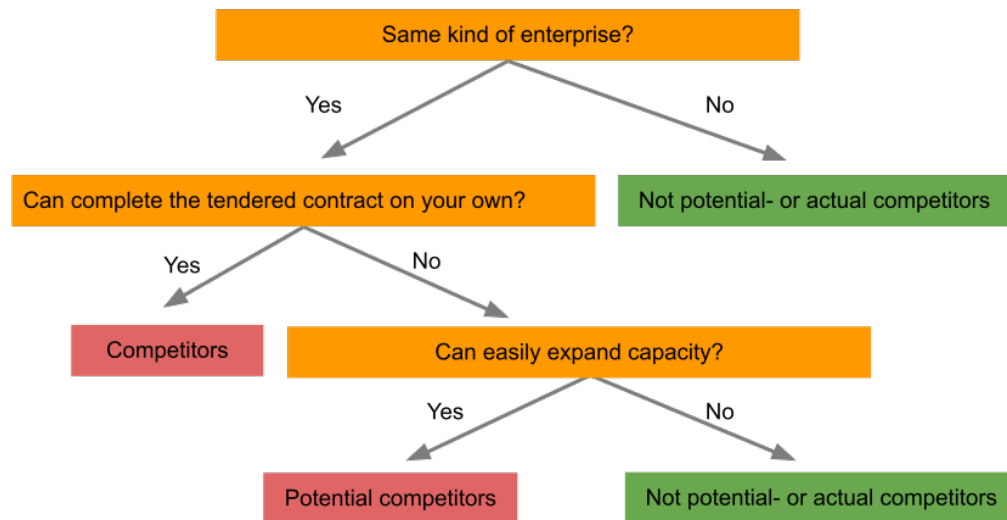 Same kind of enterprise?
Yes
No
Can complete the tendered contract on your own?
Not potential- or actual competitors
Yes
No
Competitors
Can easily expand capacity?
Yes
No
Potential competitors
Not potential- or actual competitors